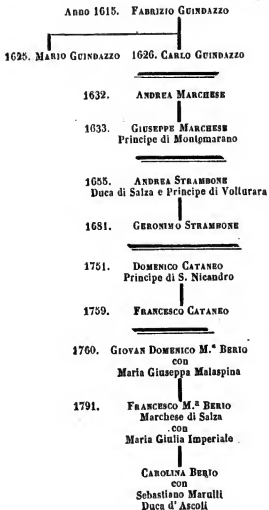 Anno 1615. Fabrizio Guindazzo
1625. Mario Guindazzo 1626. Carlo Guindazzo
1632. Andrea Marchese
1633. Giuseppe Marchese
Principe di Montemarano
1655. Andrea Strambone
Duca di Salza e Principe di Volturara
1681. Geronimo Strambone
1751. Domenico Cataneo
Principe di S. Nicandro
1759. Francesco Cataneo
1760. Giovan Domenico M.ª Berio
con
Maria Giuseppa Malaspina
1791. Francesco M.ª Berio
Marchese di Salza
con
Maria Giulia Imperiale
Carolina Berio
con
Sebastiano Marulli
Duca d' Ascoli